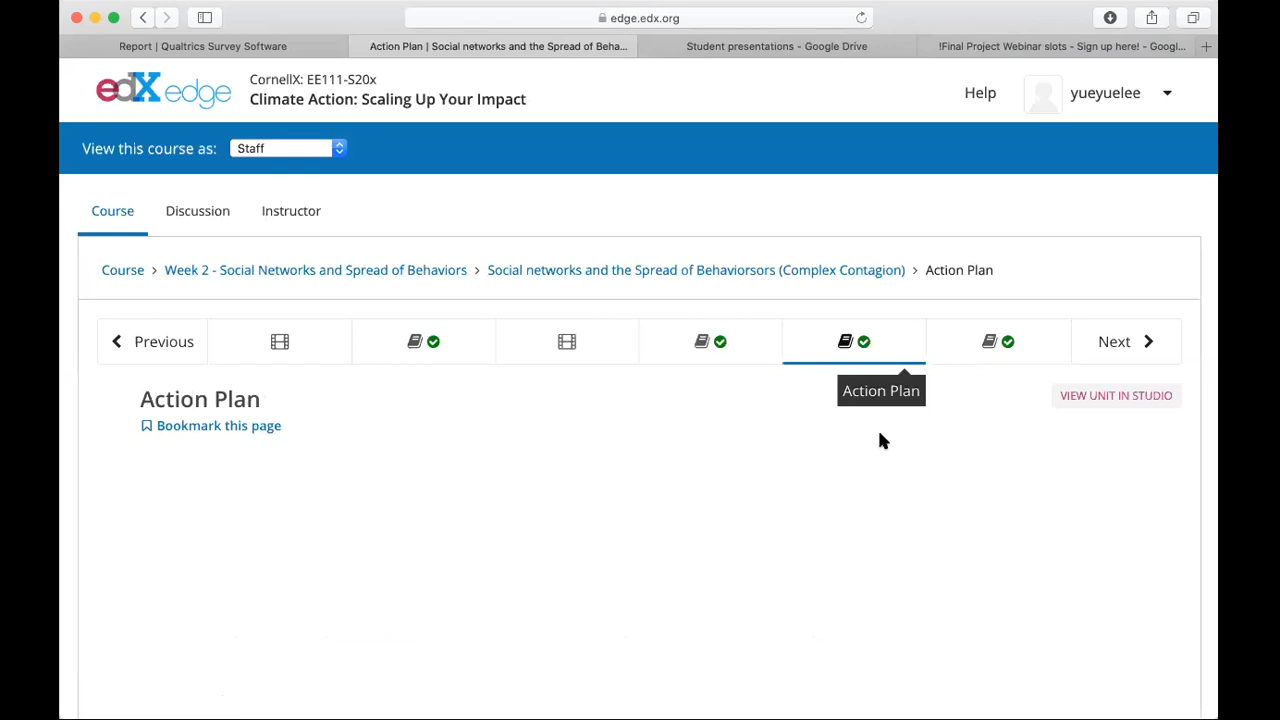 edge.edx.org
Report | Qualtrics Survey Software
Action Plan | Social networks and the Spread of Beha...
Student presentations - Google Drive
!Final Project Webinar slots - Sign up here! - Googl...
edX edge
CornellX: EE111-S20x
Climate Action: Scaling Up Your Impact
Help
yueyuelee
View this course as:
Staff
Course
Discussion
Instructor
Course > Week 2 - Social Networks and Spread of Behaviors > Social networks and the Spread of Behaviorsors (Complex Contagion) > Action Plan
Previous
Next
Action Plan
Action Plan
VIEW UNIT IN STUDIO
Bookmark this page